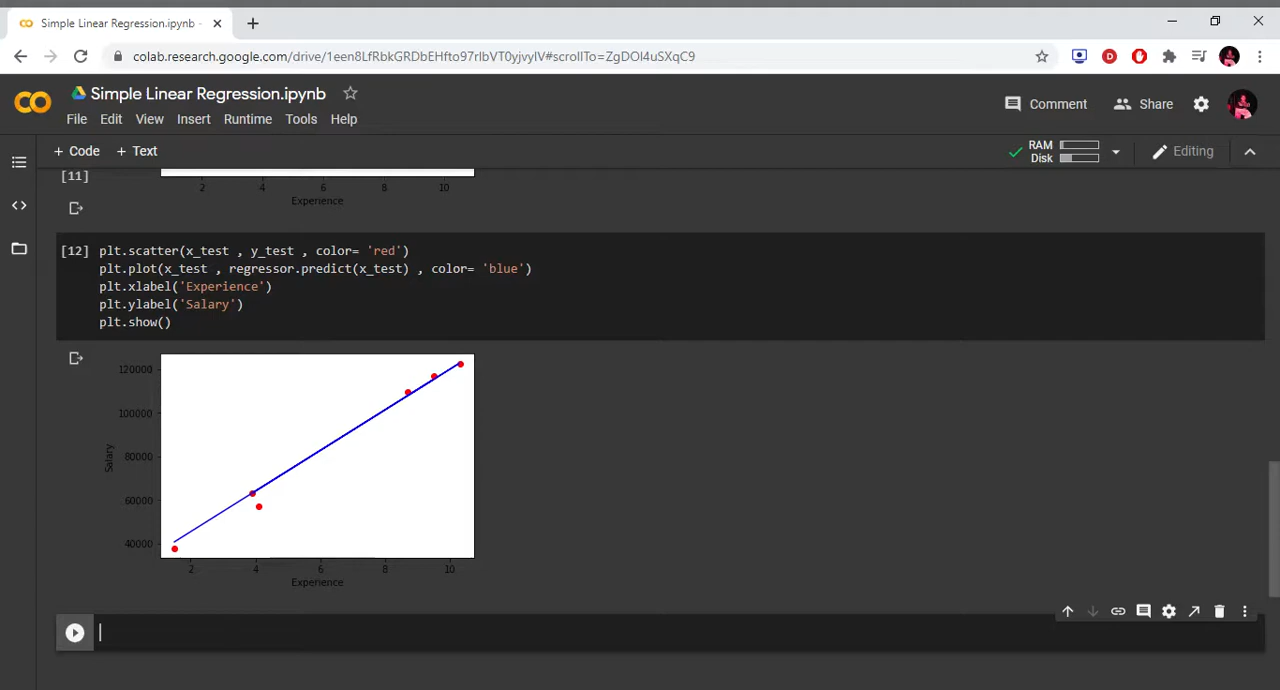 Simple Linear Regression.ipynb -
colab.research.google.com/drive/1een8LfRbkGRDbEHfto97rlbVT0yjvyIV#scrollTo=ZgDOl4uSXqC9
Simple Linear Regression.ipynb
Comment Share
File Edit View Insert Runtime Tools Help
+ Code + Text
RAM
Disk
Editing
[11]
2 4 6 8 10
Experience
[12] plt.scatter(x_test , y_test , color= 'red')
plt.plot(x_test , regressor.predict(x_test) , color= 'blue')
plt.xlabel('Experience')
plt.ylabel('Salary')
plt.show()
120000
100000
80000
60000
40000
Salary
2 4 6 8 10
Experience